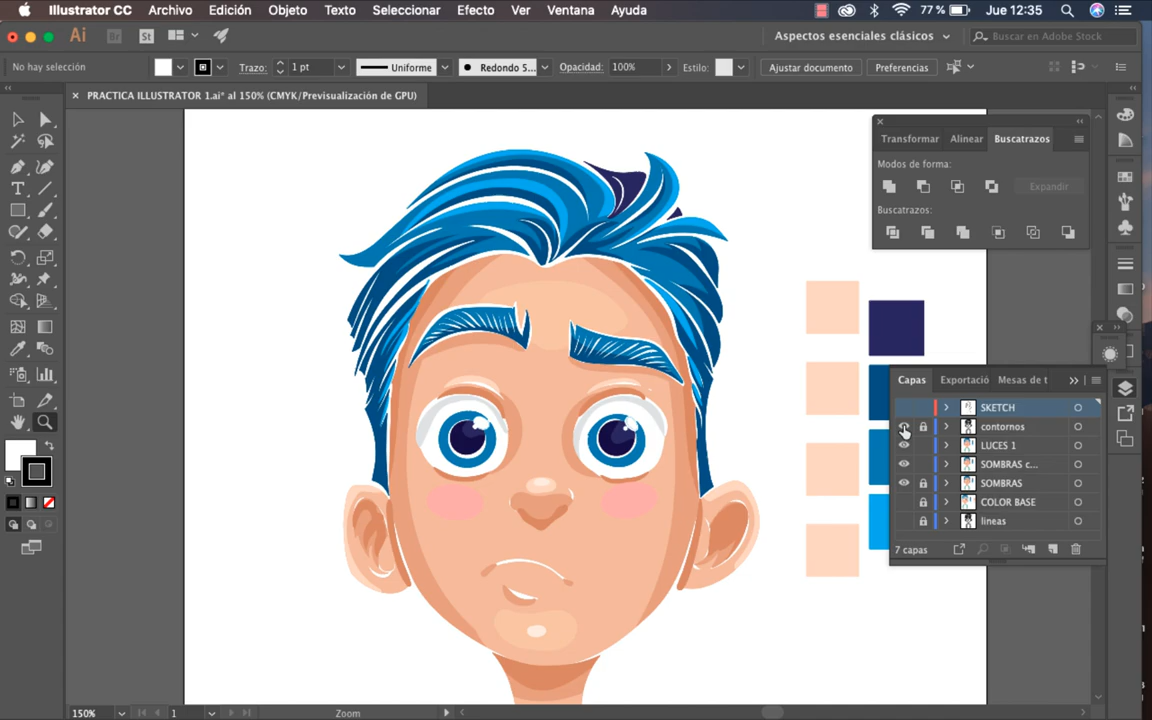 Illustrator CC Archivo Edición Objeto Texto Seleccionar Efecto Ver Ventana Ayuda 77 % Jue 12:35
Ai Br St Aspectos esenciales clásicos Buscar en Adobe Stock
No hay selección Trazo: 1 pt Uniforme Redondo 5... Opacidad: 100% Estilo: Ajustar documento Preferencias
× PRACTICA ILLUSTRATOR 1.ai* al 150% (CMYK/Previsualización de GPU)
Transformar Alinear Buscatrazos
Modos de forma:
Expandir
Buscatrazos:
Capas Exportació Mesas de t
SKETCH
contornos
LUCES 1
SOMBRAS c...
SOMBRAS
COLOR BASE
lineas
7 capas
150% 1 Zoom